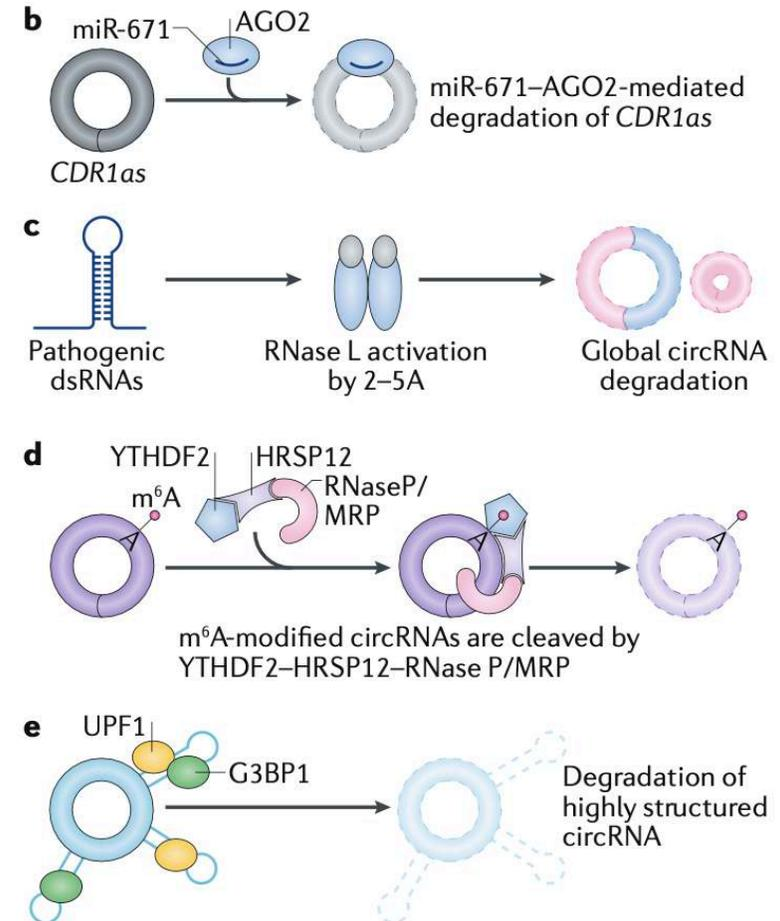 b
miR-671
AGO2
CDR1as
miR-671–AGO2-mediated
degradation of CDR1as
c
Pathogenic
dsRNAs
RNase L activation
by 2–5A
Global circRNA
degradation
d
YTHDF2
HRSP12
RNaseP/
MRP
m⁶A
A
A
A
m⁶A-modified circRNAs are cleaved by
YTHDF2–HRSP12–RNase P/MRP
e
UPF1
G3BP1
Degradation of
highly structured
circRNA